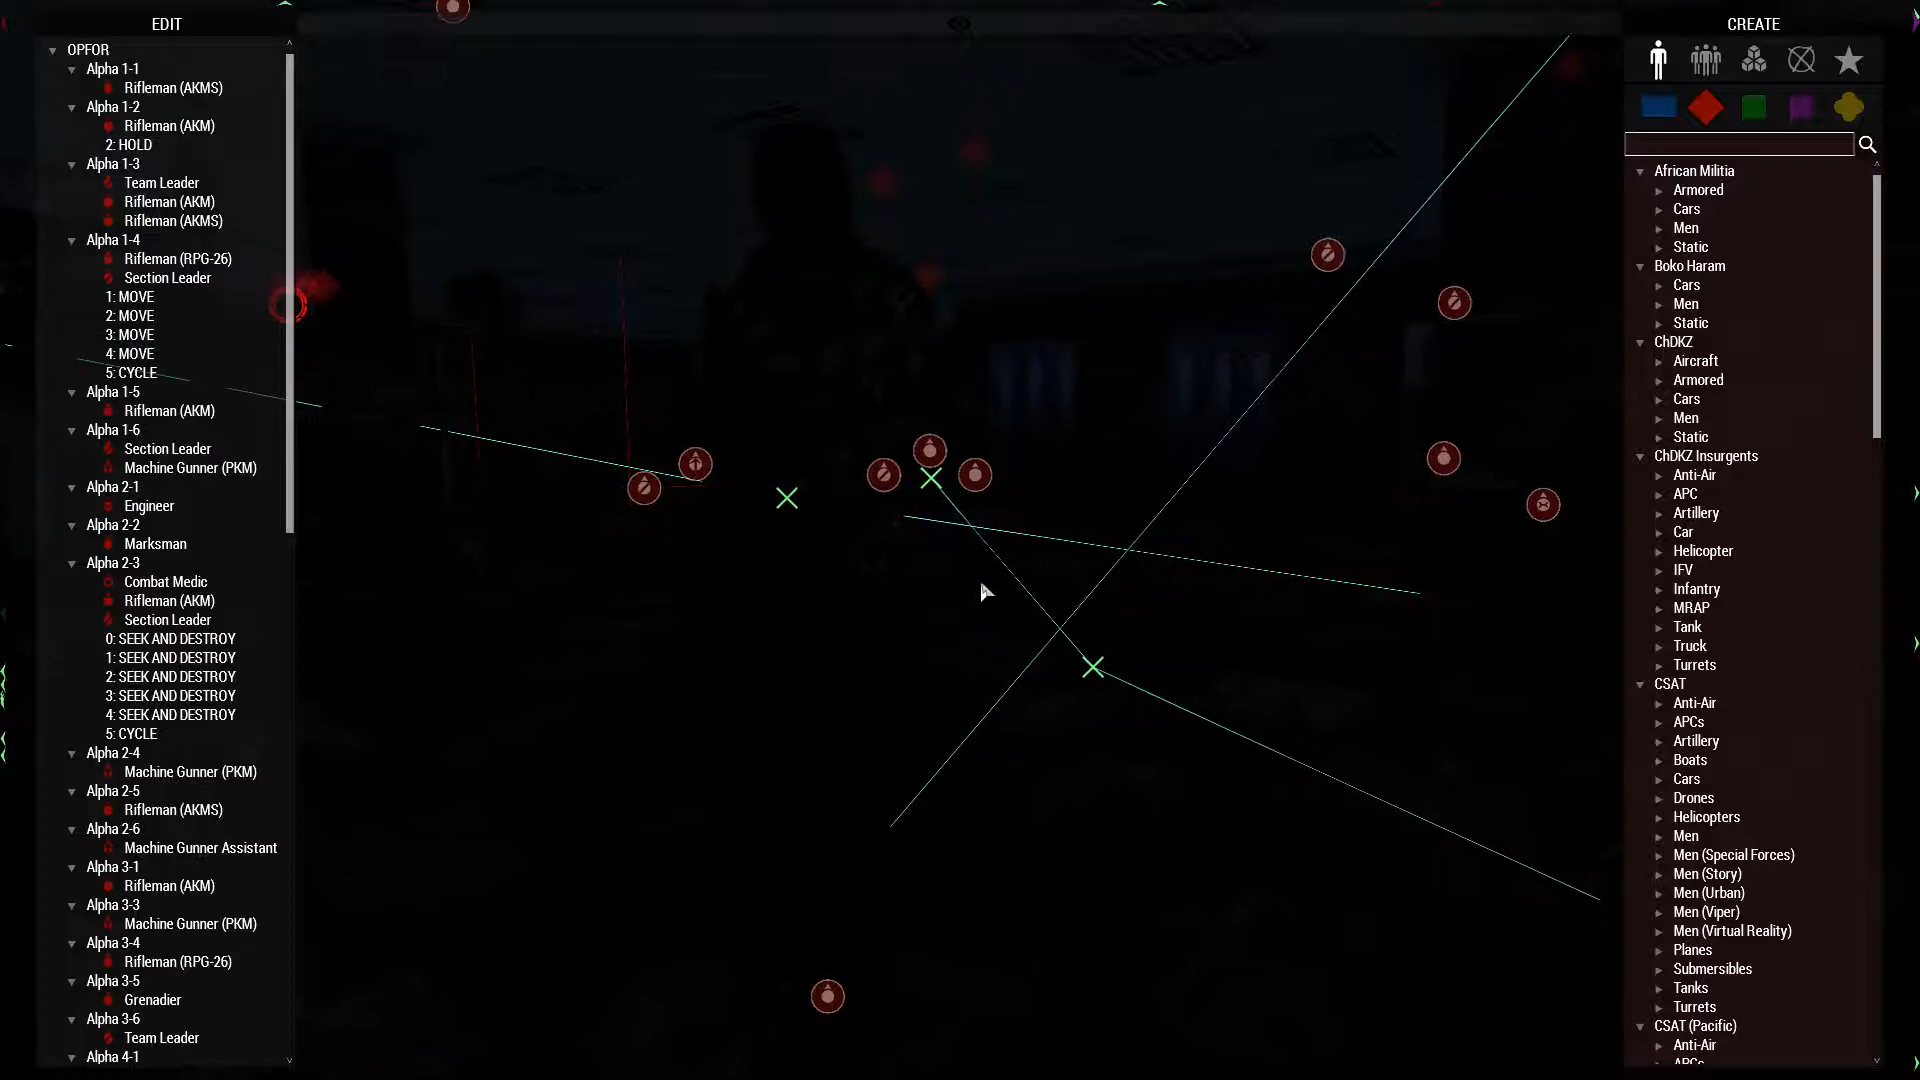 EDIT
OPFOR
Alpha 1-1
Rifleman (AKMS)
Alpha 1-2
Rifleman (AKM)
2: HOLD
Alpha 1-3
Team Leader
Rifleman (AKM)
Rifleman (AKMS)
Alpha 1-4
Rifleman (RPG-26)
Section Leader
1: MOVE
2: MOVE
3: MOVE
4: MOVE
5: CYCLE
Alpha 1-5
Rifleman (AKM)
Alpha 1-6
Section Leader
Machine Gunner (PKM)
Alpha 2-1
Engineer
Alpha 2-2
Marksman
Alpha 2-3
Combat Medic
Rifleman (AKM)
Section Leader
0: SEEK AND DESTROY
1: SEEK AND DESTROY
2: SEEK AND DESTROY
3: SEEK AND DESTROY
4: SEEK AND DESTROY
5: CYCLE
Alpha 2-4
Machine Gunner (PKM)
Alpha 2-5
Rifleman (AKMS)
Alpha 2-6
Machine Gunner Assistant
Alpha 3-1
Rifleman (AKM)
Alpha 3-3
Machine Gunner (PKM)
Alpha 3-4
Rifleman (RPG-26)
Alpha 3-5
Grenadier
Alpha 3-6
Team Leader
Alpha 4-1
CREATE
African Militia
Armored
Cars
Men
Static
Boko Haram
Cars
Men
Static
ChDKZ
Aircraft
Armored
Cars
Men
Static
ChDKZ Insurgents
Anti-Air
APC
Artillery
Car
Helicopter
IFV
Infantry
MRAP
Tank
Truck
Turrets
CSAT
Anti-Air
APCs
Artillery
Boats
Cars
Drones
Helicopters
Men
Men (Special Forces)
Men (Story)
Men (Urban)
Men (Viper)
Men (Virtual Reality)
Planes
Submersibles
Tanks
Turrets
CSAT (Pacific)
Anti-Air
APCs